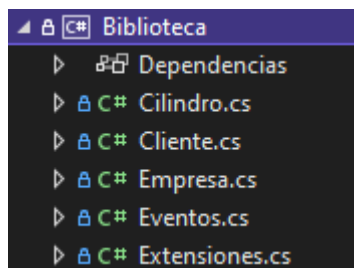 C# Biblioteca
Dependencias
C# Cilindro.cs
C# Cliente.cs
C# Empresa.cs
C# Eventos.cs
C# Extensiones.cs